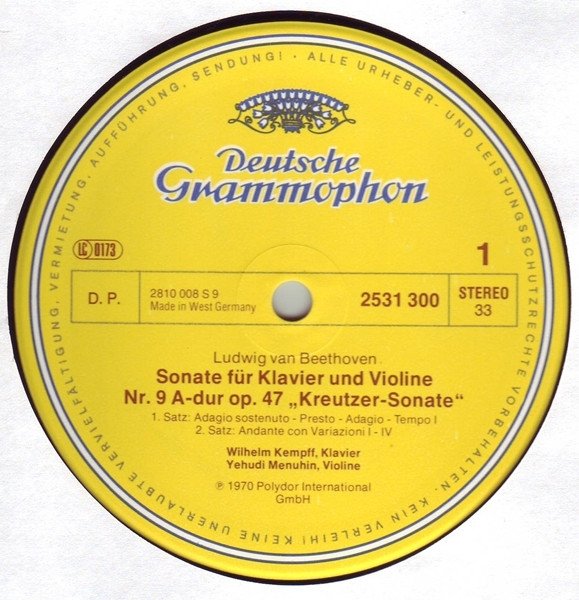 Deutsche
Grammophon
LC 0173
1
D. P.
2810 008 S 9
Made in West Germany
2531 300
STEREO
33
Ludwig van Beethoven
Sonate für Klavier und Violine
Nr. 9 A-dur op. 47 „Kreutzer-Sonate“
1. Satz: Adagio sostenuto - Presto - Adagio - Tempo I
2. Satz: Andante con Variazioni I - IV
Wilhelm Kempff, Klavier
Yehudi Menuhin, Violine
℗ 1970 Polydor International
GmbH
ALLE URHEBER- UND LEISTUNGSSCHUTZRECHTE VORBEHALTEN · KEIN VERLEIH! KEINE UNERLAUBTE VERVIELFÄLTIGUNG, VERMIETUNG, AUFFÜHRUNG, SENDUNG! ·